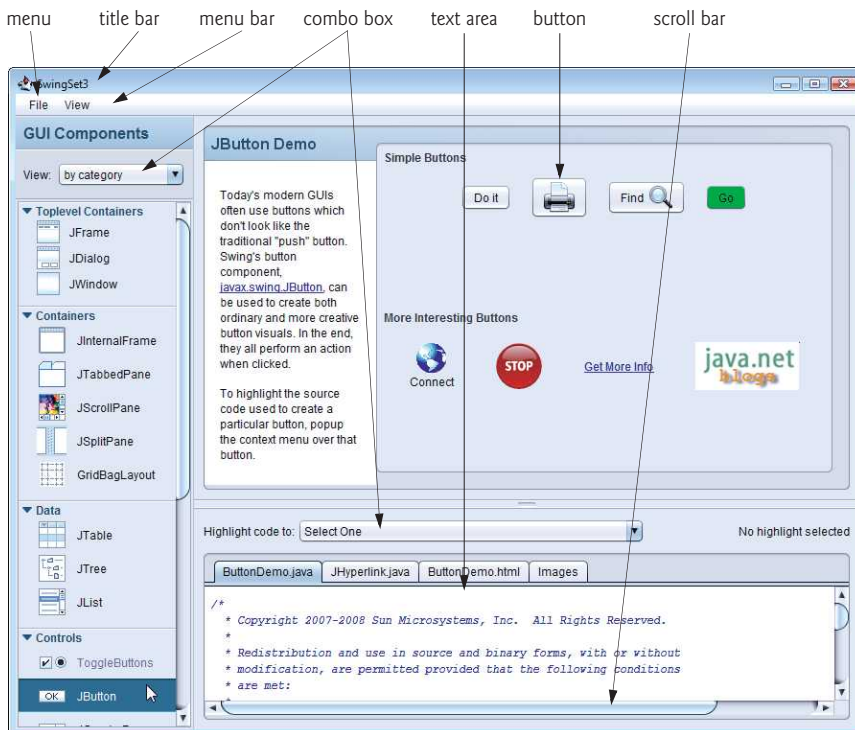 menu title bar menu bar combo box text area button scroll bar
SwingSet3
File View
GUI Components
View: by category
Toplevel Containers
JFrame
JDialog
JWindow
Containers
JInternalFrame
JTabbedPane
JScrollPane
JSplitPane
GridBagLayout
Data
JTable
JTree
JList
Controls
ToggleButtons
OK JButton
JButton Demo
Today's modern GUIs
often use buttons which
don't look like the
traditional "push" button.
Swing's button
component,
javax.swing.JButton, can
be used to create both
ordinary and more creative
button visuals. In the end,
they all perform an action
when clicked.
To highlight the source
code used to create a
particular button, popup
the context menu over that
button.
Simple Buttons
Do it Find Go
More Interesting Buttons
Connect
STOP
Get More Info
java.net
blogs
Highlight code to: Select One No highlight selected
ButtonDemo.java JHyperlink.java ButtonDemo.html Images
/*
* Copyright 2007-2008 Sun Microsystems, Inc. All Rights Reserved.
*
* Redistribution and use in source and binary forms, with or without
* modification, are permitted provided that the following conditions
* are met:
*